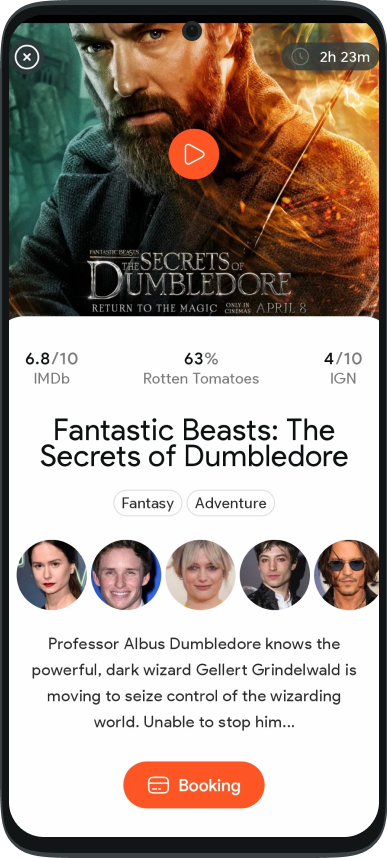 2h 23m
FANTASTIC BEASTS
THE SECRETS OF
DUMBLEDORE
RETURN TO THE MAGIC ONLY IN CINEMAS APRIL 8
6.8/10 63% 4/10
IMDb Rotten Tomatoes IGN
Fantastic Beasts: The
Secrets of Dumbledore
Fantasy Adventure
Professor Albus Dumbledore knows the
powerful, dark wizard Gellert Grindelwald is
moving to seize control of the wizarding
world. Unable to stop him...
Booking